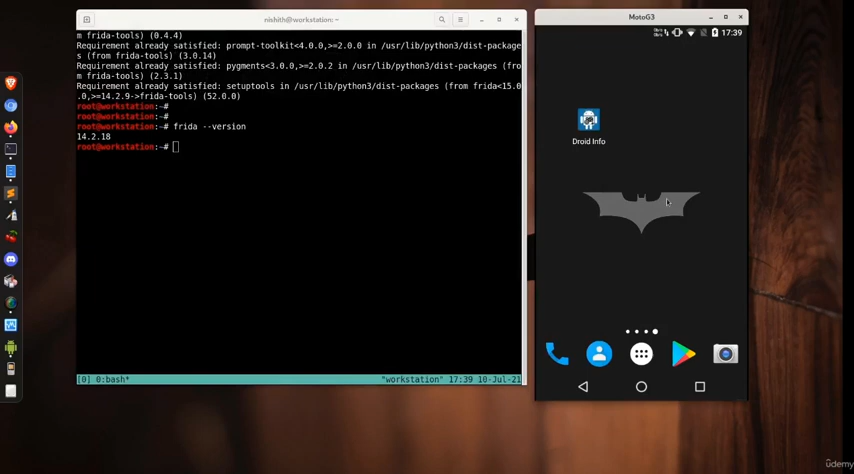 nishith@workstation: ~
m frida-tools) (0.4.4)
Requirement already satisfied: prompt-toolkit<4.0.0,>=2.0.0 in /usr/lib/python3/dist-package
s (from frida-tools) (3.0.14)
Requirement already satisfied: pygments<3.0.0,>=2.0.2 in /usr/lib/python3/dist-packages (fro
m frida-tools) (2.3.1)
Requirement already satisfied: setuptools in /usr/lib/python3/dist-packages (from frida<15.0
.0,>=14.2.9->frida-tools) (52.0.0)
root@workstation:~#
root@workstation:~#
root@workstation:~# frida --version
14.2.18
root@workstation:~#
[0] 0:bash*
"workstation" 17:39 10-Jul-21
MotoG3
17:39
Droid Info
ûdemy